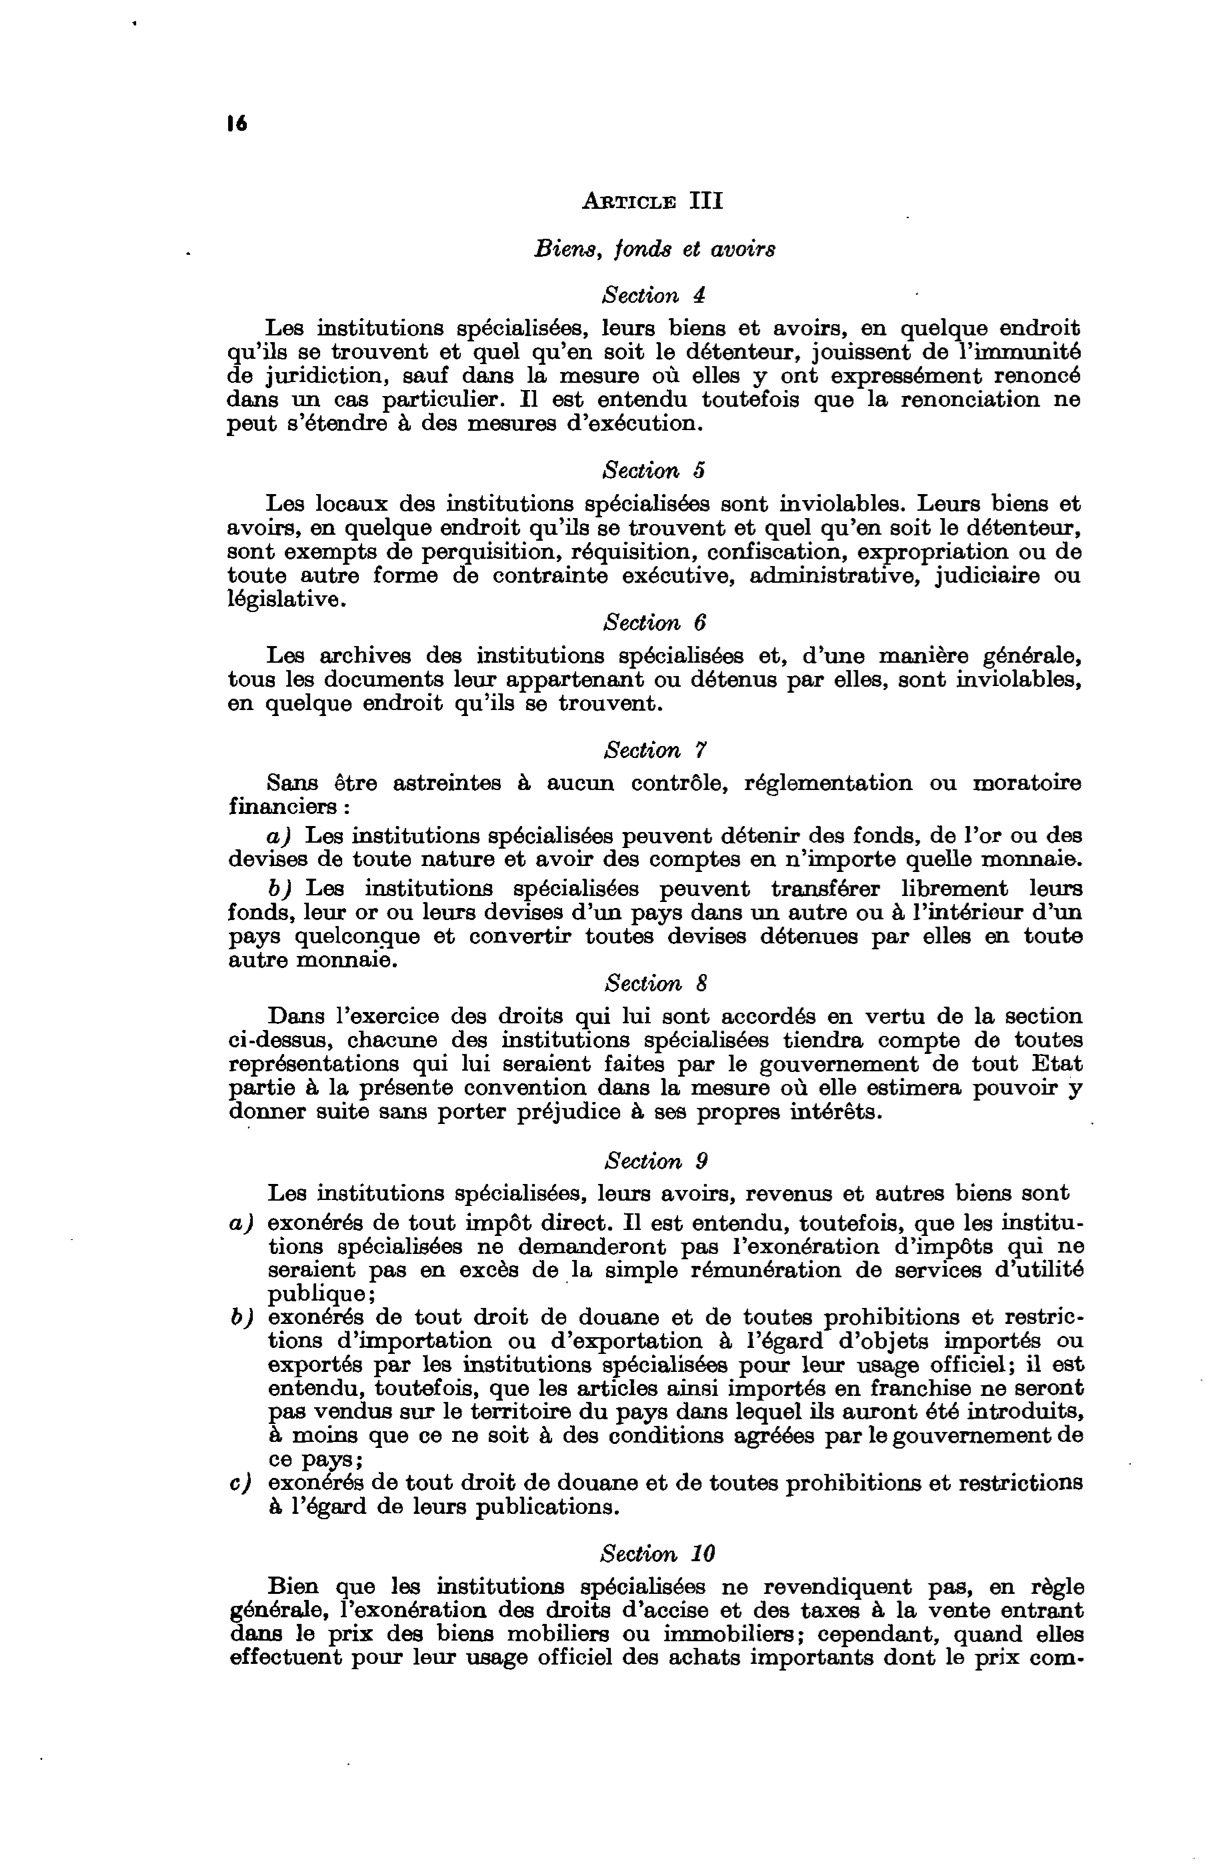 16
ARTICLE III
Biens, fonds et avoirs
Section 4
Les institutions spécialisées, leurs biens et avoirs, en quelque endroit
qu'ils se trouvent et quel qu'en soit le détenteur, jouissent de l'immunité
de juridiction, sauf dans la mesure où elles y ont expressément renoncé
dans un cas particulier. Il est entendu toutefois que la renonciation ne
peut s'étendre à des mesures d'exécution.
Section 5
Les locaux des institutions spécialisées sont inviolables. Leurs biens et
avoirs, en quelque endroit qu'ils se trouvent et quel qu'en soit le détenteur,
sont exempts de perquisition, réquisition, confiscation, expropriation ou de
toute autre forme de contrainte exécutive, administrative, judiciaire ou
législative.
Section 6
Les archives des institutions spécialisées et, d'une manière générale,
tous les documents leur appartenant ou détenus par elles, sont inviolables,
en quelque endroit qu'ils se trouvent.
Section 7
Sans être astreintes à aucun contrôle, réglementation ou moratoire
financiers :
a) Les institutions spécialisées peuvent détenir des fonds, de l'or ou des
devises de toute nature et avoir des comptes en n'importe quelle monnaie.
b) Les institutions spécialisées peuvent transférer librement leurs
fonds, leur or ou leurs devises d'un pays dans un autre ou à l'intérieur d'un
pays quelconque et convertir toutes devises détenues par elles en toute
autre monnaie.
Section 8
Dans l'exercice des droits qui lui sont accordés en vertu de la section
ci-dessus, chacune des institutions spécialisées tiendra compte de toutes
représentations qui lui seraient faites par le gouvernement de tout Etat
partie à la présente convention dans la mesure où elle estimera pouvoir y
donner suite sans porter préjudice à ses propres intérêts.
Section 9
Les institutions spécialisées, leurs avoirs, revenus et autres biens sont
a) exonérés de tout impôt direct. Il est entendu, toutefois, que les institu-
tions spécialisées ne demanderont pas l'exonération d'impôts qui ne
seraient pas en excès de la simple rémunération de services d'utilité
publique;
b) exonérés de tout droit de douane et de toutes prohibitions et restric-
tions d'importation ou d'exportation à l'égard d'objets importés ou
exportés par les institutions spécialisées pour leur usage officiel; il est
entendu, toutefois, que les articles ainsi importés en franchise ne seront
pas vendus sur le territoire du pays dans lequel ils auront été introduits,
à moins que ce ne soit à des conditions agréées par le gouvernement de
ce pays;
c) exonérés de tout droit de douane et de toutes prohibitions et restrictions
à l'égard de leurs publications.
Section 10
Bien que les institutions spécialisées ne revendiquent pas, en règle
générale, l'exonération des droits d'accise et des taxes à la vente entrant
dans le prix des biens mobiliers ou immobiliers; cependant, quand elles
effectuent pour leur usage officiel des achats importants dont le prix com-